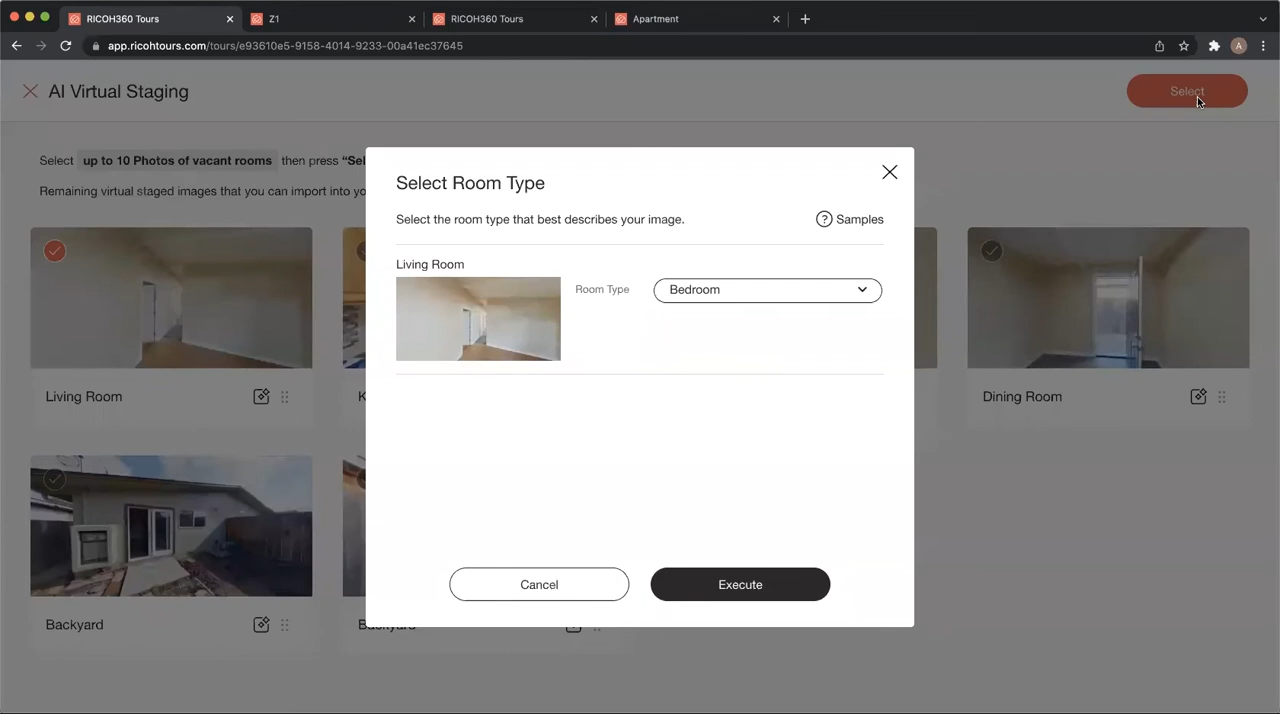 RICOH360 Tours
Z1
RICOH360 Tours
Apartment
app.ricohtours.com/tours/e93610e5-9158-4014-9233-00a41ec37645
A
AI Virtual Staging
Select
Select up to 10 Photos of vacant rooms then press “Sel
Remaining virtual staged images that you can import into yo
Select Room Type
Select the room type that best describes your image.
? Samples
Living Room
Room Type
Bedroom
Cancel
Execute
Living Room
K
Dining Room
Backyard
Backyard